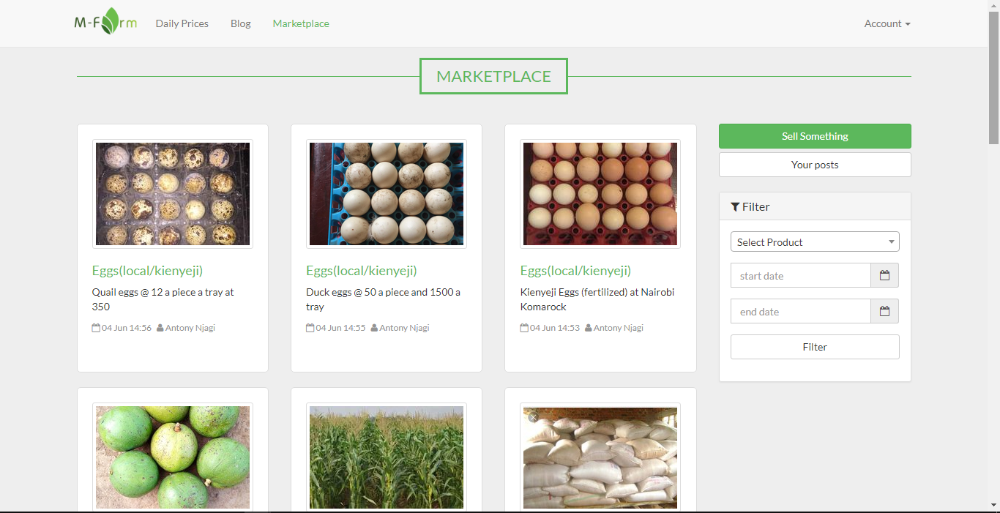 M-Farm
Daily Prices
Blog
Marketplace
Account
MARKETPLACE
Eggs(local/kienyeji)
Quail eggs @ 12 a piece a tray at
350
04 Jun 14:56 Antony Njagi
Eggs(local/kienyeji)
Duck eggs @ 50 a piece and 1500 a
tray
04 Jun 14:55 Antony Njagi
Eggs(local/kienyeji)
Kienyeji Eggs (fertilized) at Nairobi
Komarock
04 Jun 14:53 Antony Njagi
Sell Something
Your posts
Filter
Select Product
start date
end date
Filter